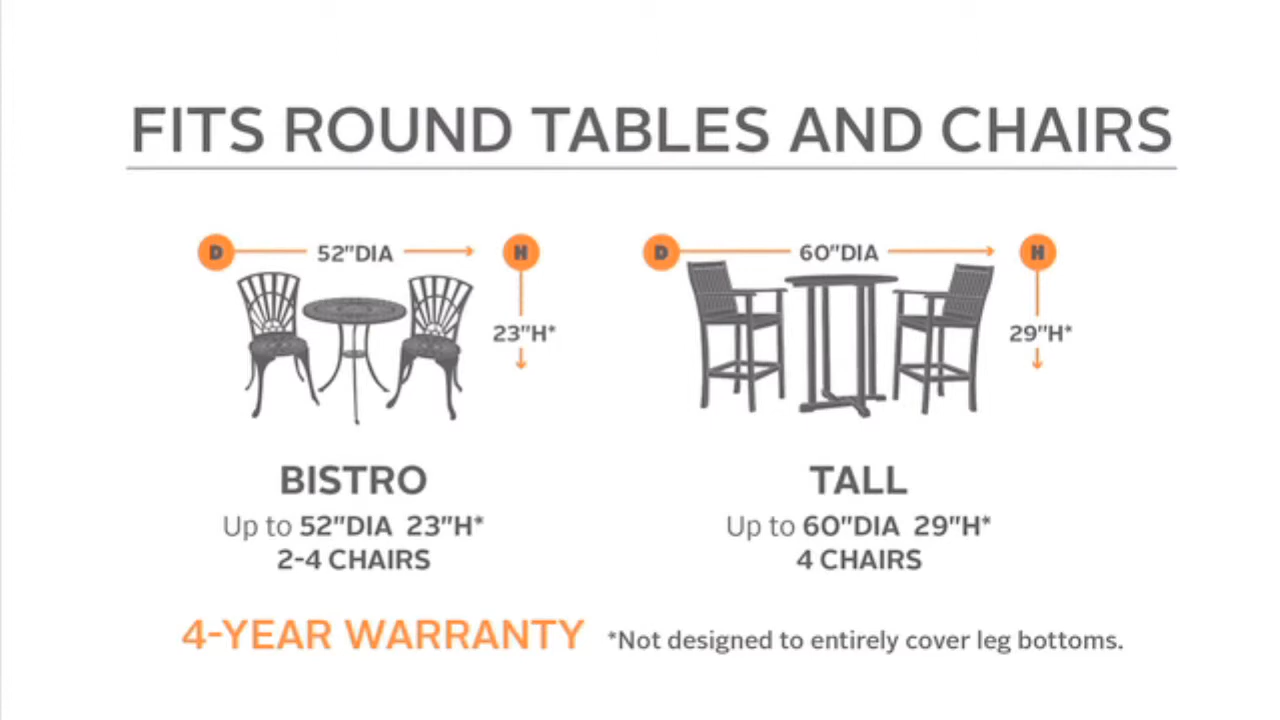 FITS ROUND TABLES AND CHAIRS
D 52"DIA H
D 60"DIA H
23"H*
29"H*
BISTRO
Up to 52"DIA 23"H*
2-4 CHAIRS
TALL
Up to 60"DIA 29"H*
4 CHAIRS
4-YEAR WARRANTY *Not designed to entirely cover leg bottoms.